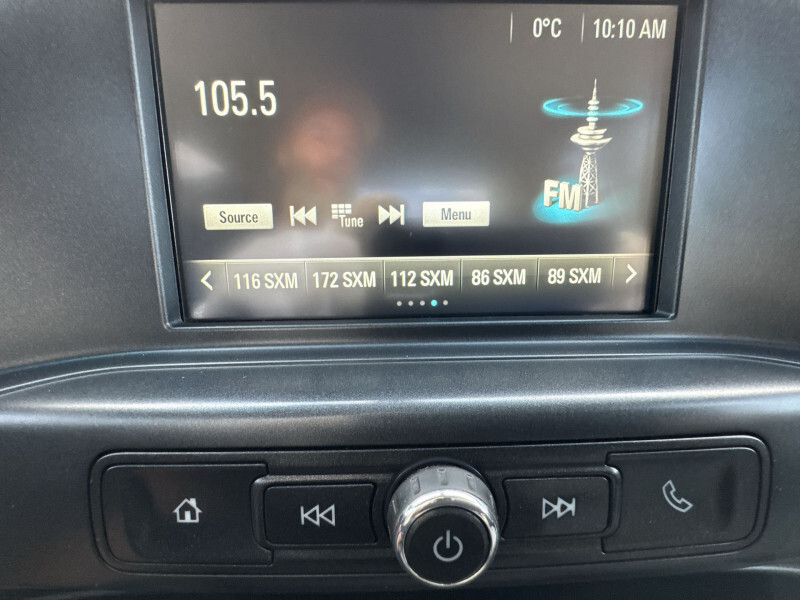 0°C 10:10 AM
105.5
FM
Source Tune Menu
< 116 SXM 172 SXM 112 SXM 86 SXM 89 SXM >